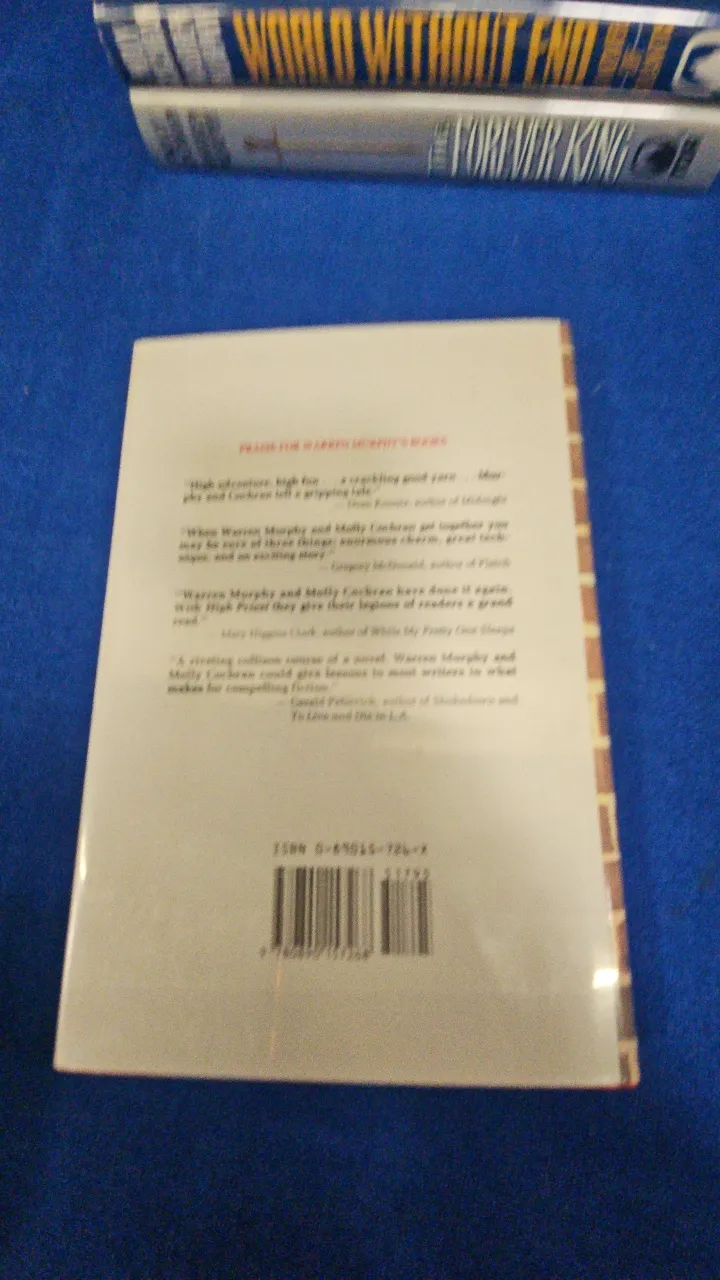 WORLD WITHOUT END
THE FOREVER KING
PRAISE FOR WARREN MURPHY'S BOOKS
"High adventure, high fun . . . a crackling good yarn . . . Mur-
phy and Cochran tell a gripping tale."
— Dean Koontz, author of Midnight
"When Warren Murphy and Molly Cochran get together you
may be sure of three things: enormous charm, great tech-
nique, and an exciting story."
— Gregory McDonald, author of Fletch
"Warren Murphy and Molly Cochran have done it again.
With High Priest they give their legions of readers a grand
read."
— Mary Higgins Clark, author of While My Pretty One Sleeps
"A riveting collision course of a novel. Warren Murphy and
Molly Cochran could give lessons to most writers in what
makes for compelling fiction."
— Gerald Petievich, author of Shakedown and
To Live and Die in L.A.
ISBN 0-89015-726-X
51795
9 780890 157268